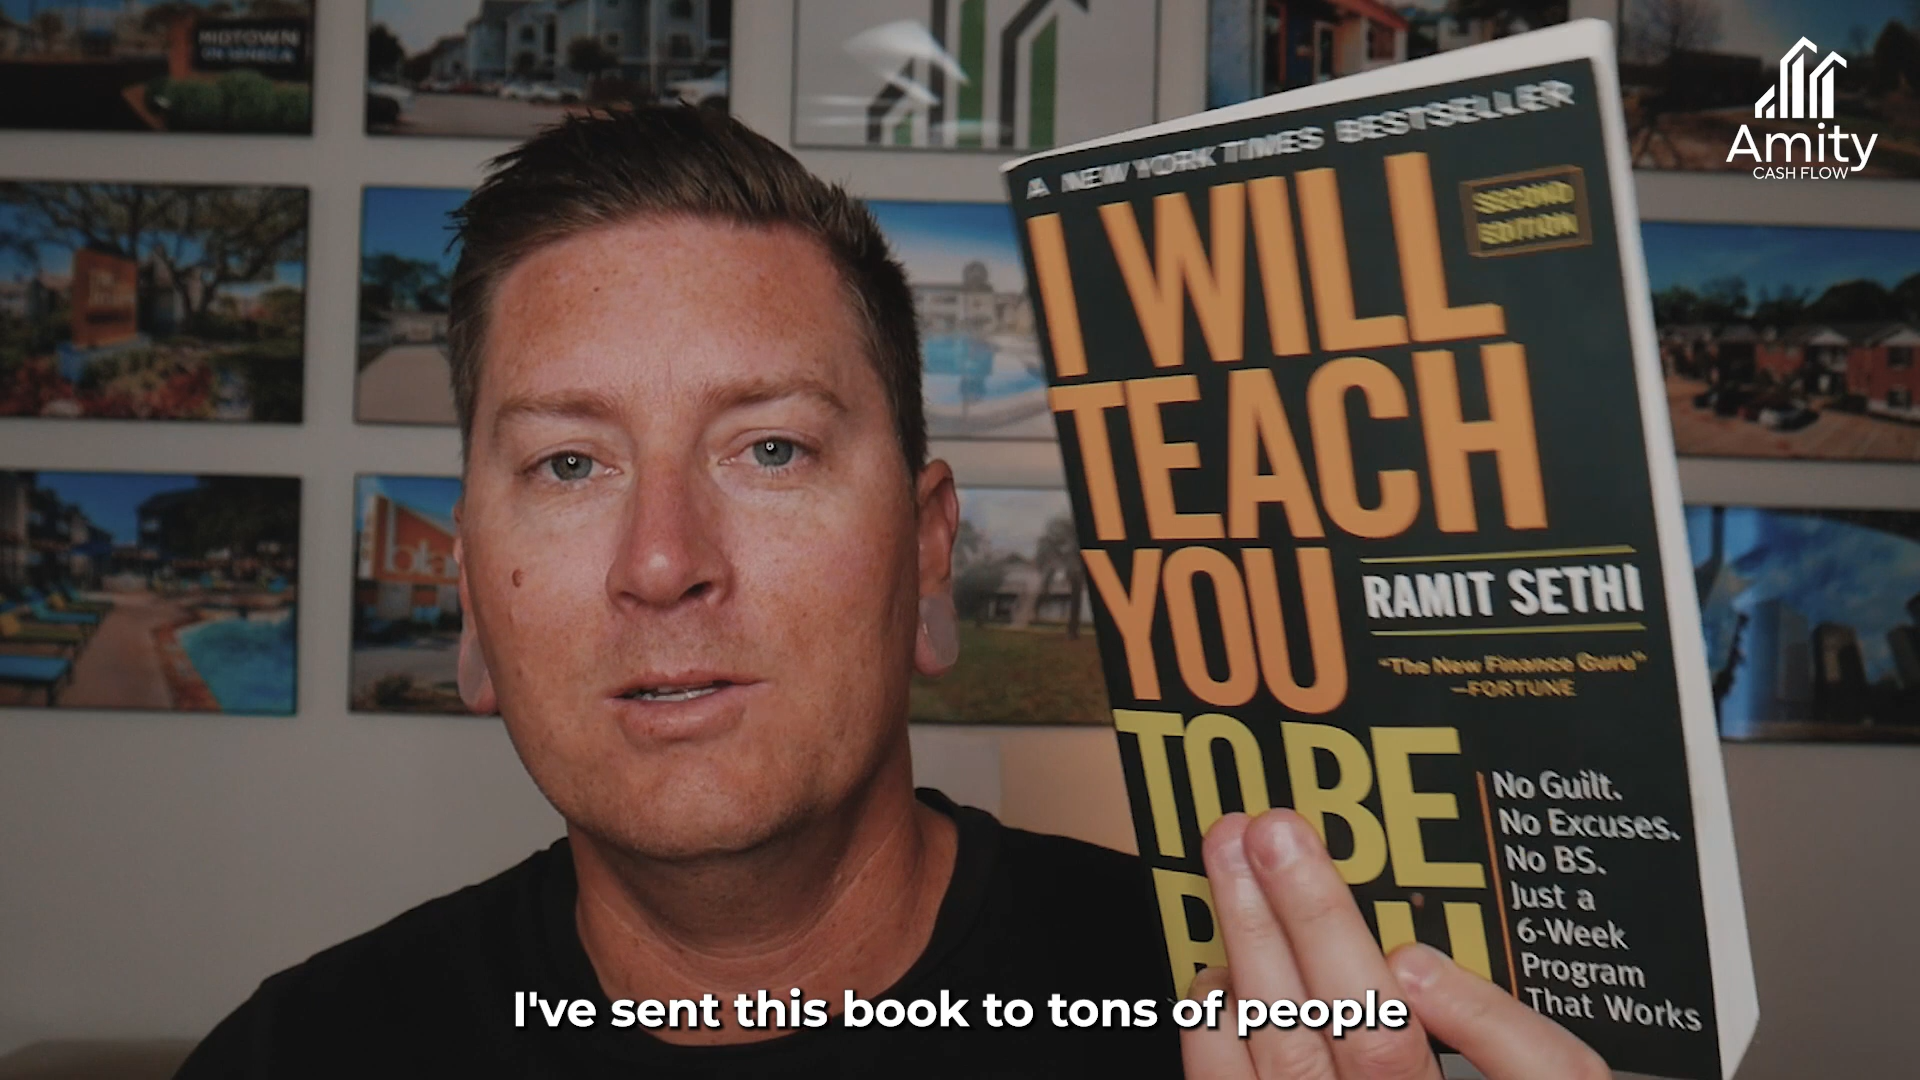 MIDTOWN
Amity
CASH FLOW
A NEW YORK TIMES BESTSELLER
I WILL
TEACH
YOU
TO BE
SECOND
EDITION
RAMIT SETHI
"The New Finance Guru"
—FORTUNE
No Guilt.
No Excuses.
No BS.
Just a
6-Week
Program
That Works
I've sent this book to tons of people